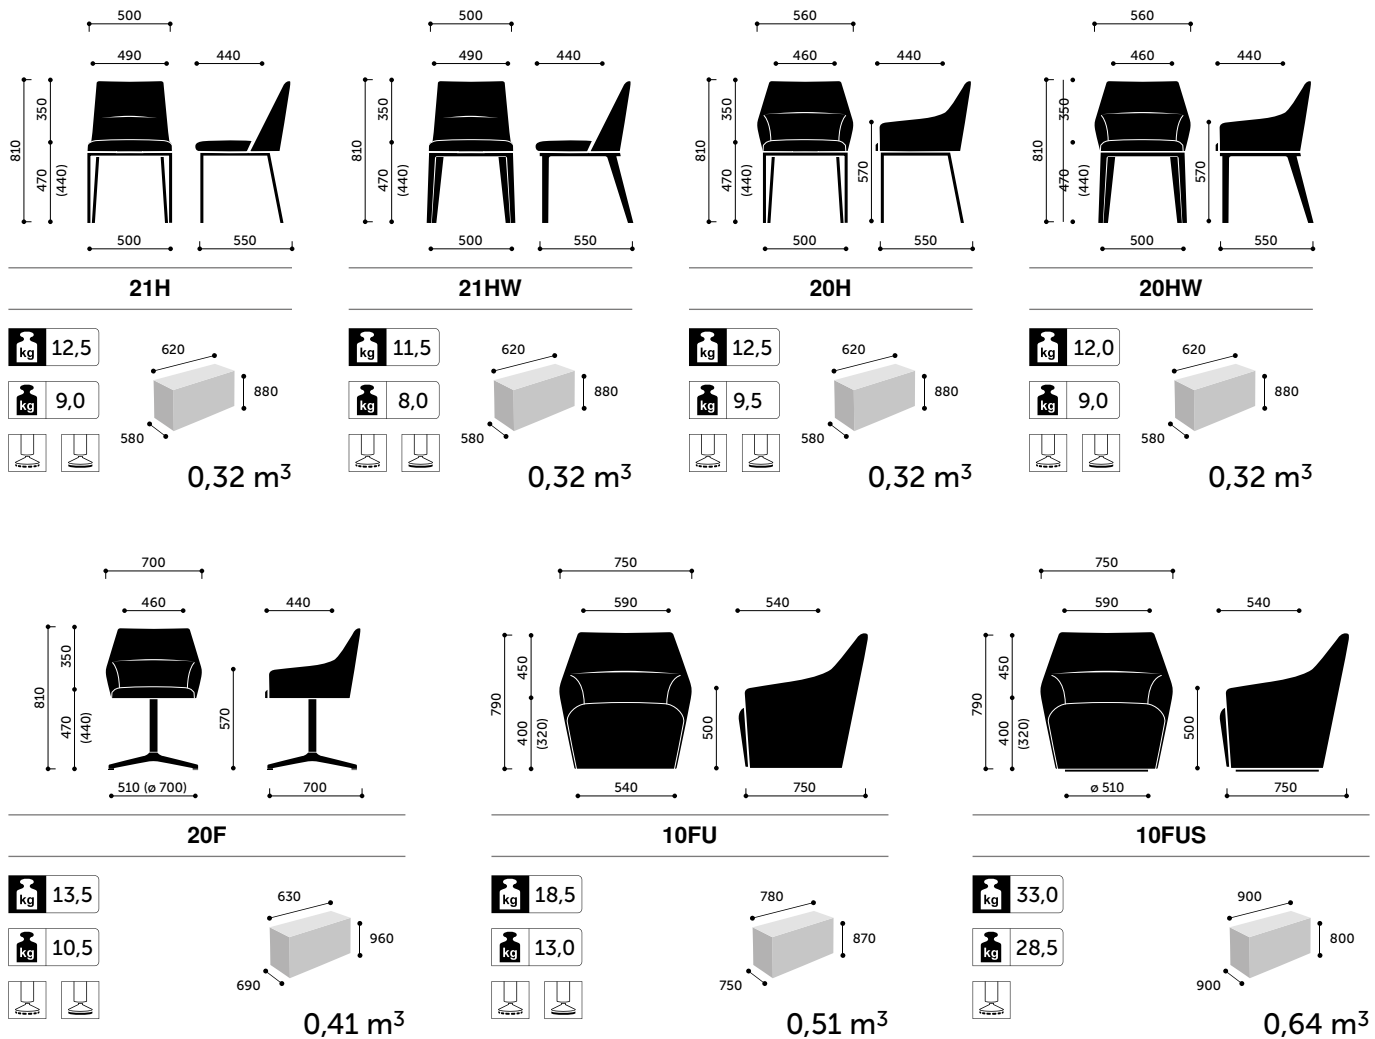 500
490
440
810
350
470
(440)
500
550
21H
kg 12,5
kg 9,0
620
880
580
0,32 m³
500
490
440
810
350
470
(440)
500
550
21HW
kg 11,5
kg 8,0
620
880
580
0,32 m³
560
460
440
810
350
470
(440)
570
500
550
20H
kg 12,5
kg 9,5
620
880
580
0,32 m³
560
460
440
810
350
470
(440)
570
500
550
20HW
kg 12,0
kg 9,0
620
880
580
0,32 m³
700
460
440
810
350
470
(440)
570
510 (ø 700)
700
20F
kg 13,5
kg 10,5
630
960
690
0,41 m³
750
590
540
790
450
400
(320)
500
540
750
10FU
kg 18,5
kg 13,0
780
870
750
0,51 m³
750
590
540
790
450
400
(320)
500
ø 510
750
10FUS
kg 33,0
kg 28,5
900
800
900
0,64 m³